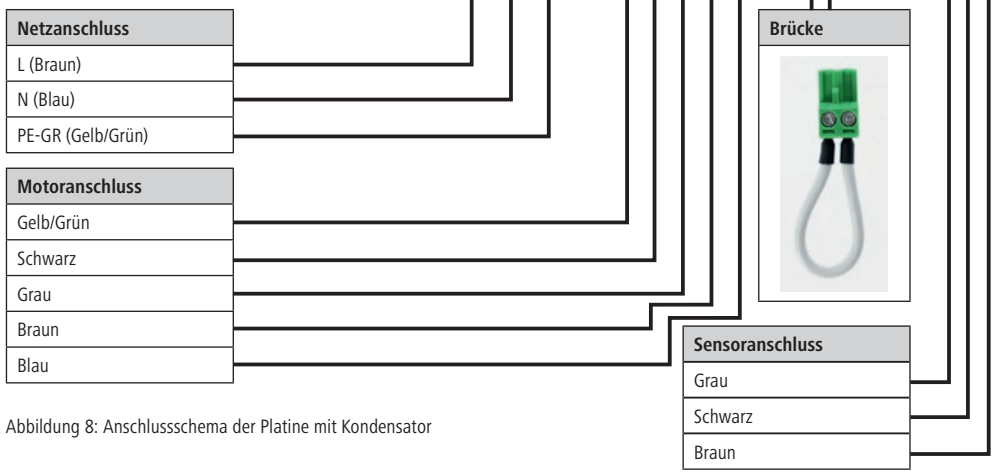 Netzanschluss
L (Braun)
N (Blau)
PE-GR (Gelb/Grün)
Motoranschluss
Gelb/Grün
Schwarz
Grau
Braun
Blau
Brücke
Sensoranschluss
Grau
Schwarz
Braun
Abbildung 8: Anschlussschema der Platine mit Kondensator